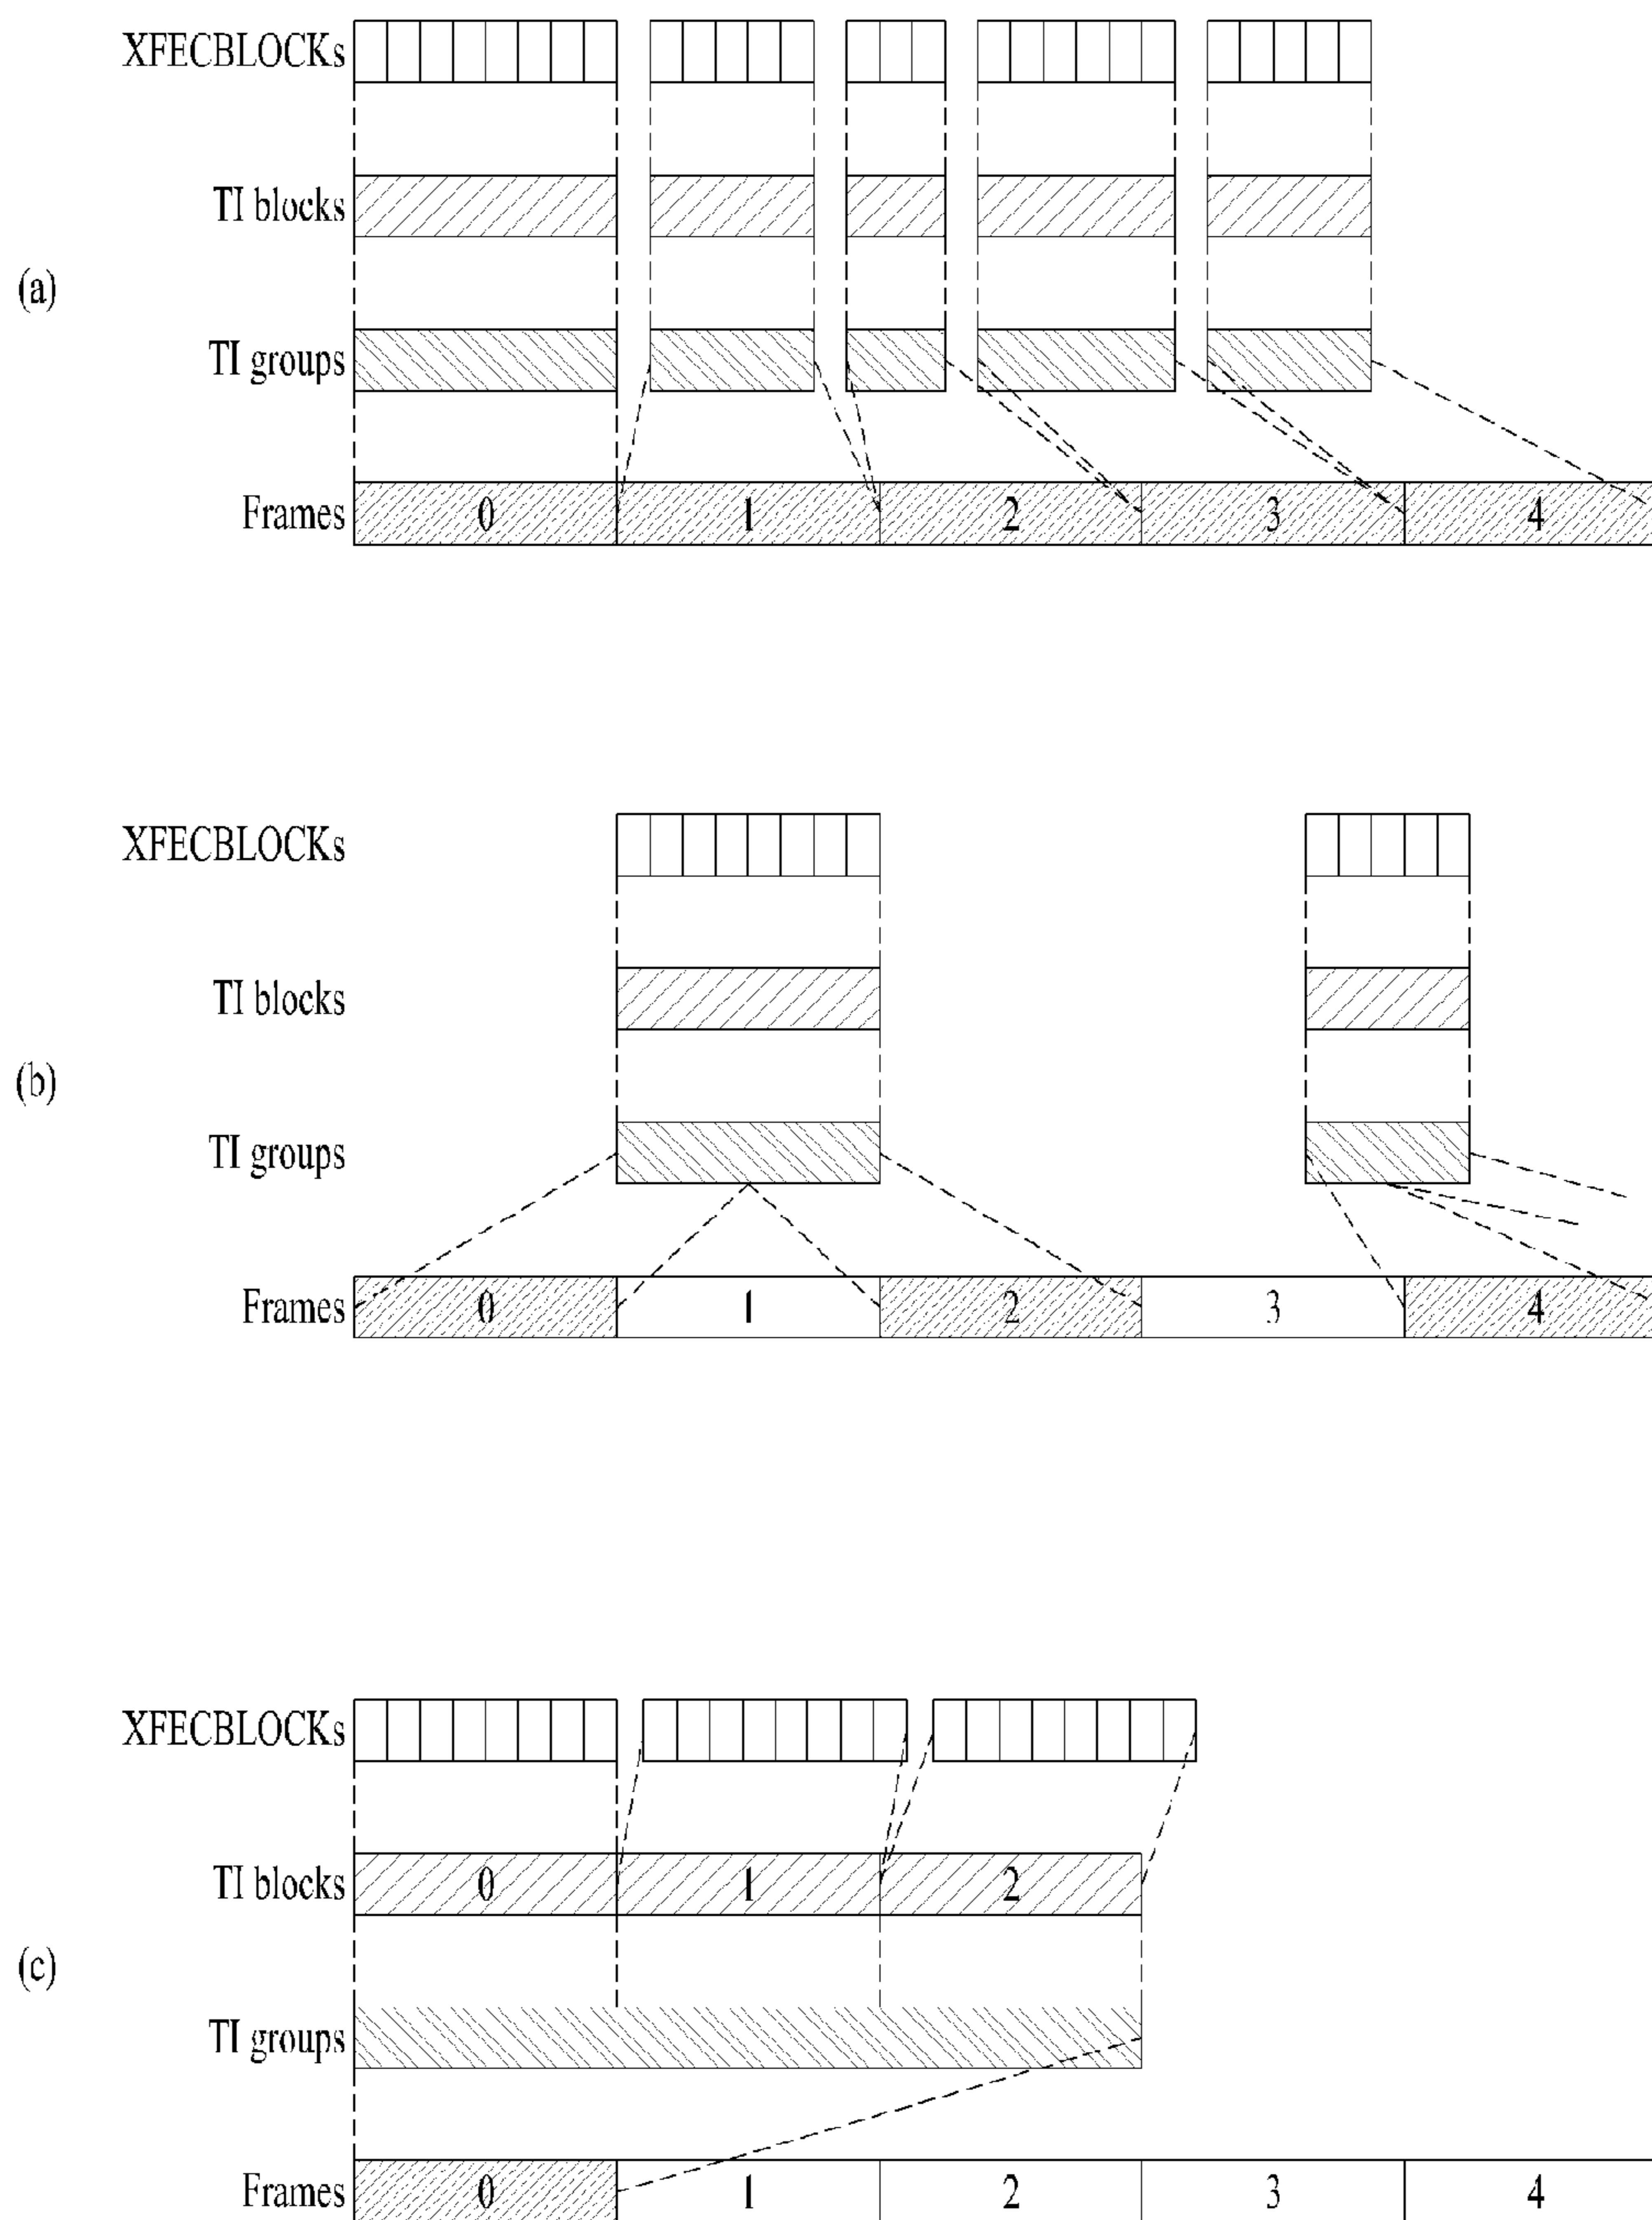 XFECBLOCKs
TI blocks
(a)
TI groups
Frames 0 1 2 3 4
XFECBLOCKs
TI blocks
(b)
TI groups
Frames 0 1 2 3 4
XFECBLOCKs
TI blocks 0 1 2
(c)
TI groups
Frames 0 1 2 3 4